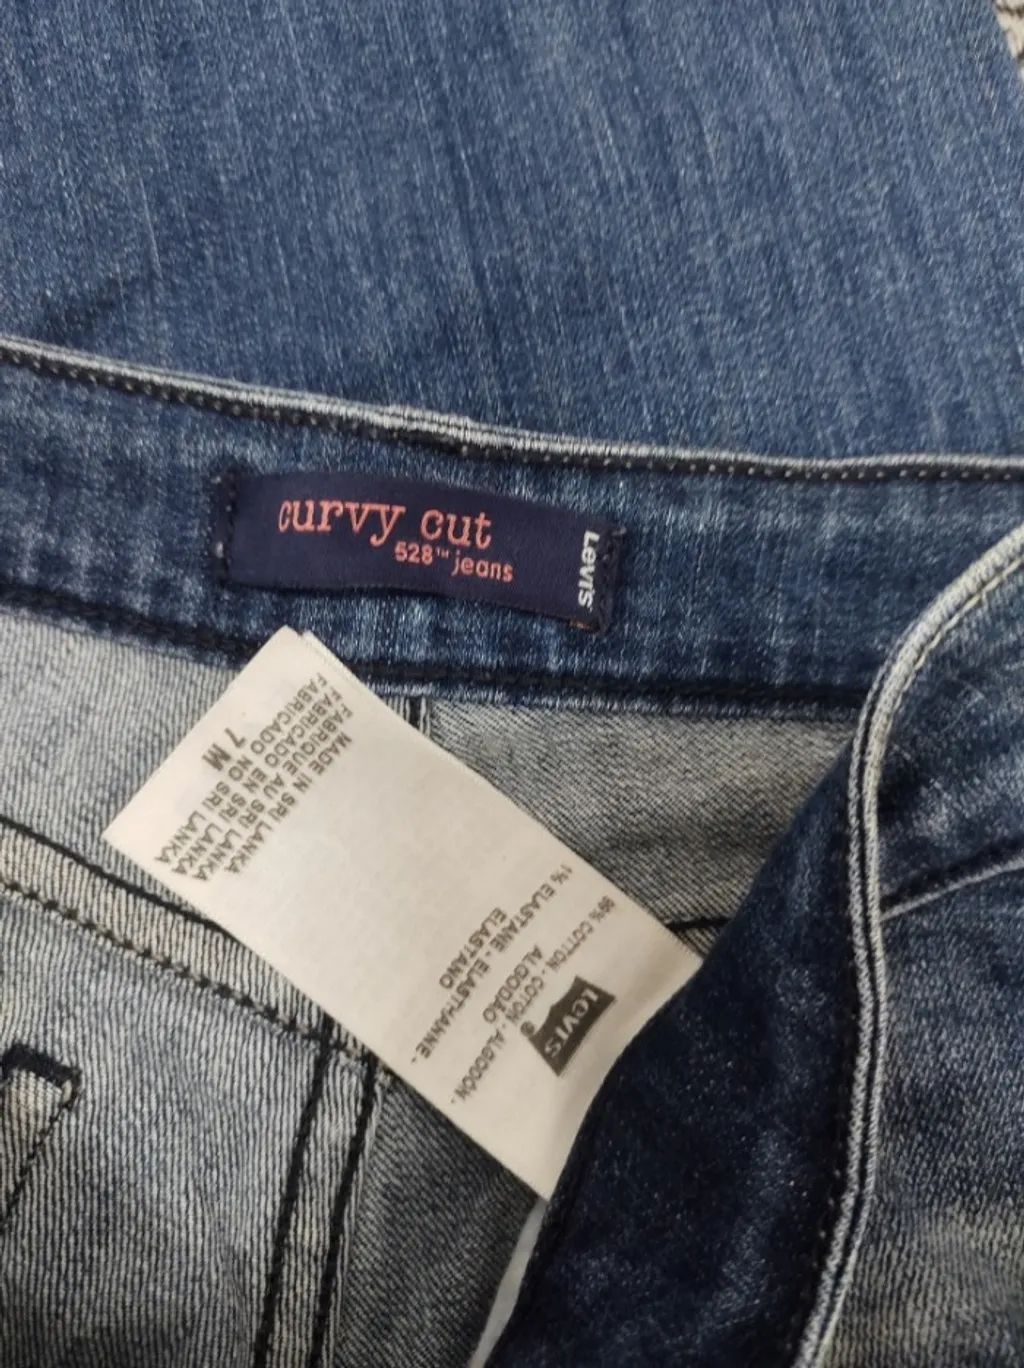 curvy cut
528™ jeans
Levi's
Levi's
®
99% COTTON - COTON - ALGODON -
ALGODÃO
1% ELASTANE - ELASTHANNE -
ELASTANO
MADE IN SRI LANKA
FABRIQUE AU SRI LANKA
FABRICADO EN SRI LANKA
FABRICADO NO SRI LANKA
7 M